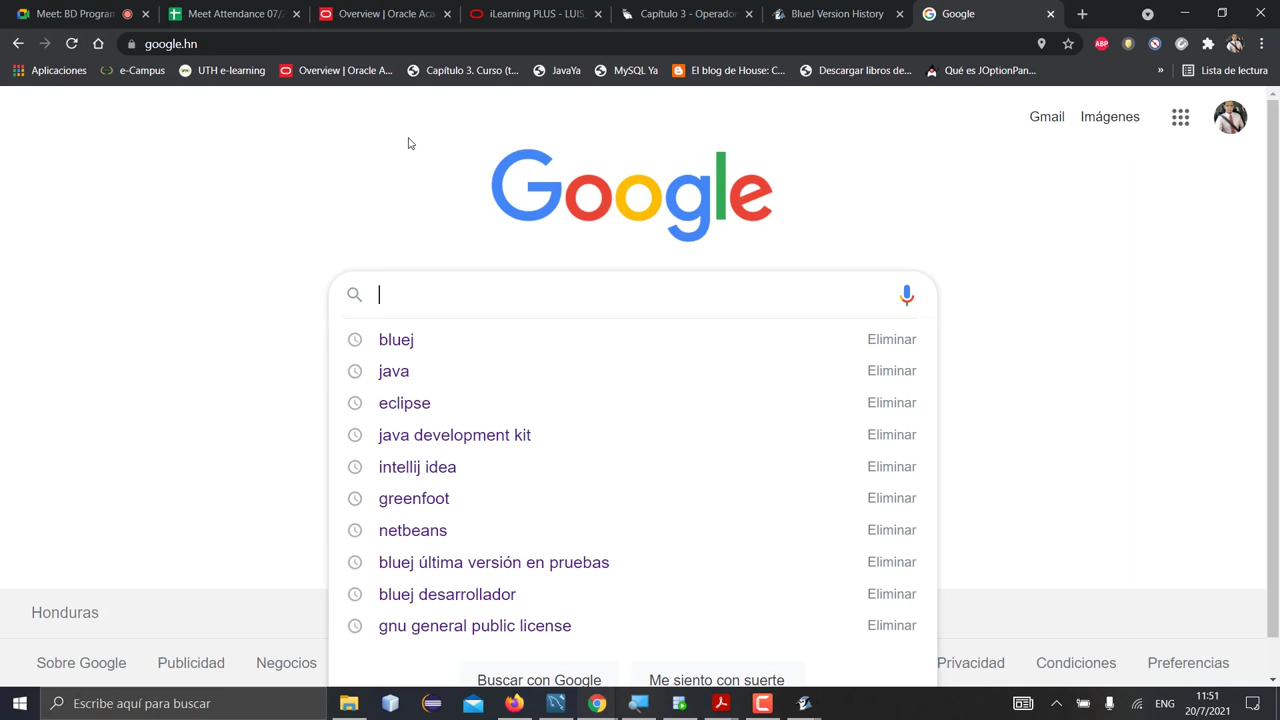 Meet: BD Program
Meet Attendance 07/2
Overview | Oracle Aca
iLearning PLUS - LUIS_
Capítulo 3 - Operador
BlueJ Version History
Google
google.hn
ABP
Aplicaciones
e-Campus
UTH e-learning
Overview | Oracle A...
Capítulo 3. Curso (t...
JavaYa
MySQL Ya
El blog de House: C...
Descargar libros de...
Qué es JOptionPan...
»
Lista de lectura
Gmail
Imágenes
Google
bluej
Eliminar
java
Eliminar
eclipse
Eliminar
java development kit
Eliminar
intellij idea
Eliminar
greenfoot
Eliminar
netbeans
Eliminar
bluej última versión en pruebas
Eliminar
bluej desarrollador
Eliminar
gnu general public license
Eliminar
Honduras
Sobre Google
Publicidad
Negocios
Buscar con Google
Me siento con suerte
Privacidad
Condiciones
Preferencias
Escribe aquí para buscar
ENG
11:51
20/7/2021